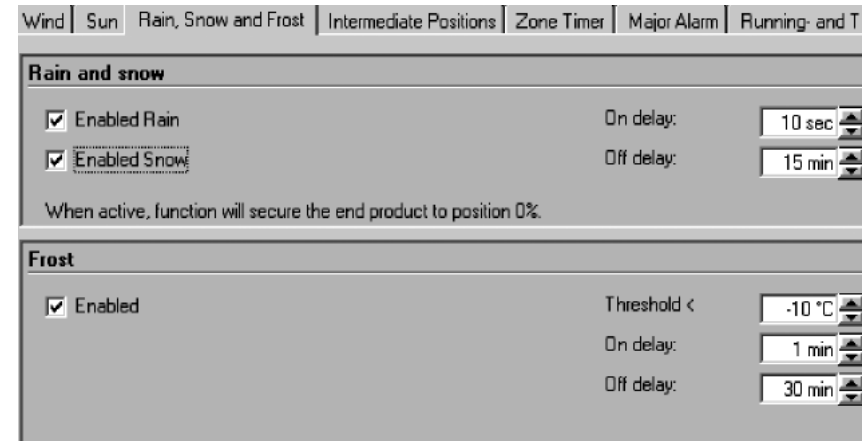 Wind Sun Rain, Snow and Frost Intermediate Positions Zone Timer Major Alarm Running- and T
Rain and snow
Enabled Rain On delay: 10 sec
Enabled Snow Off delay: 15 min
When active, function will secure the end product to position 0%.
Frost
Enabled Threshold < -10 °C
On delay: 1 min
Off delay: 30 min